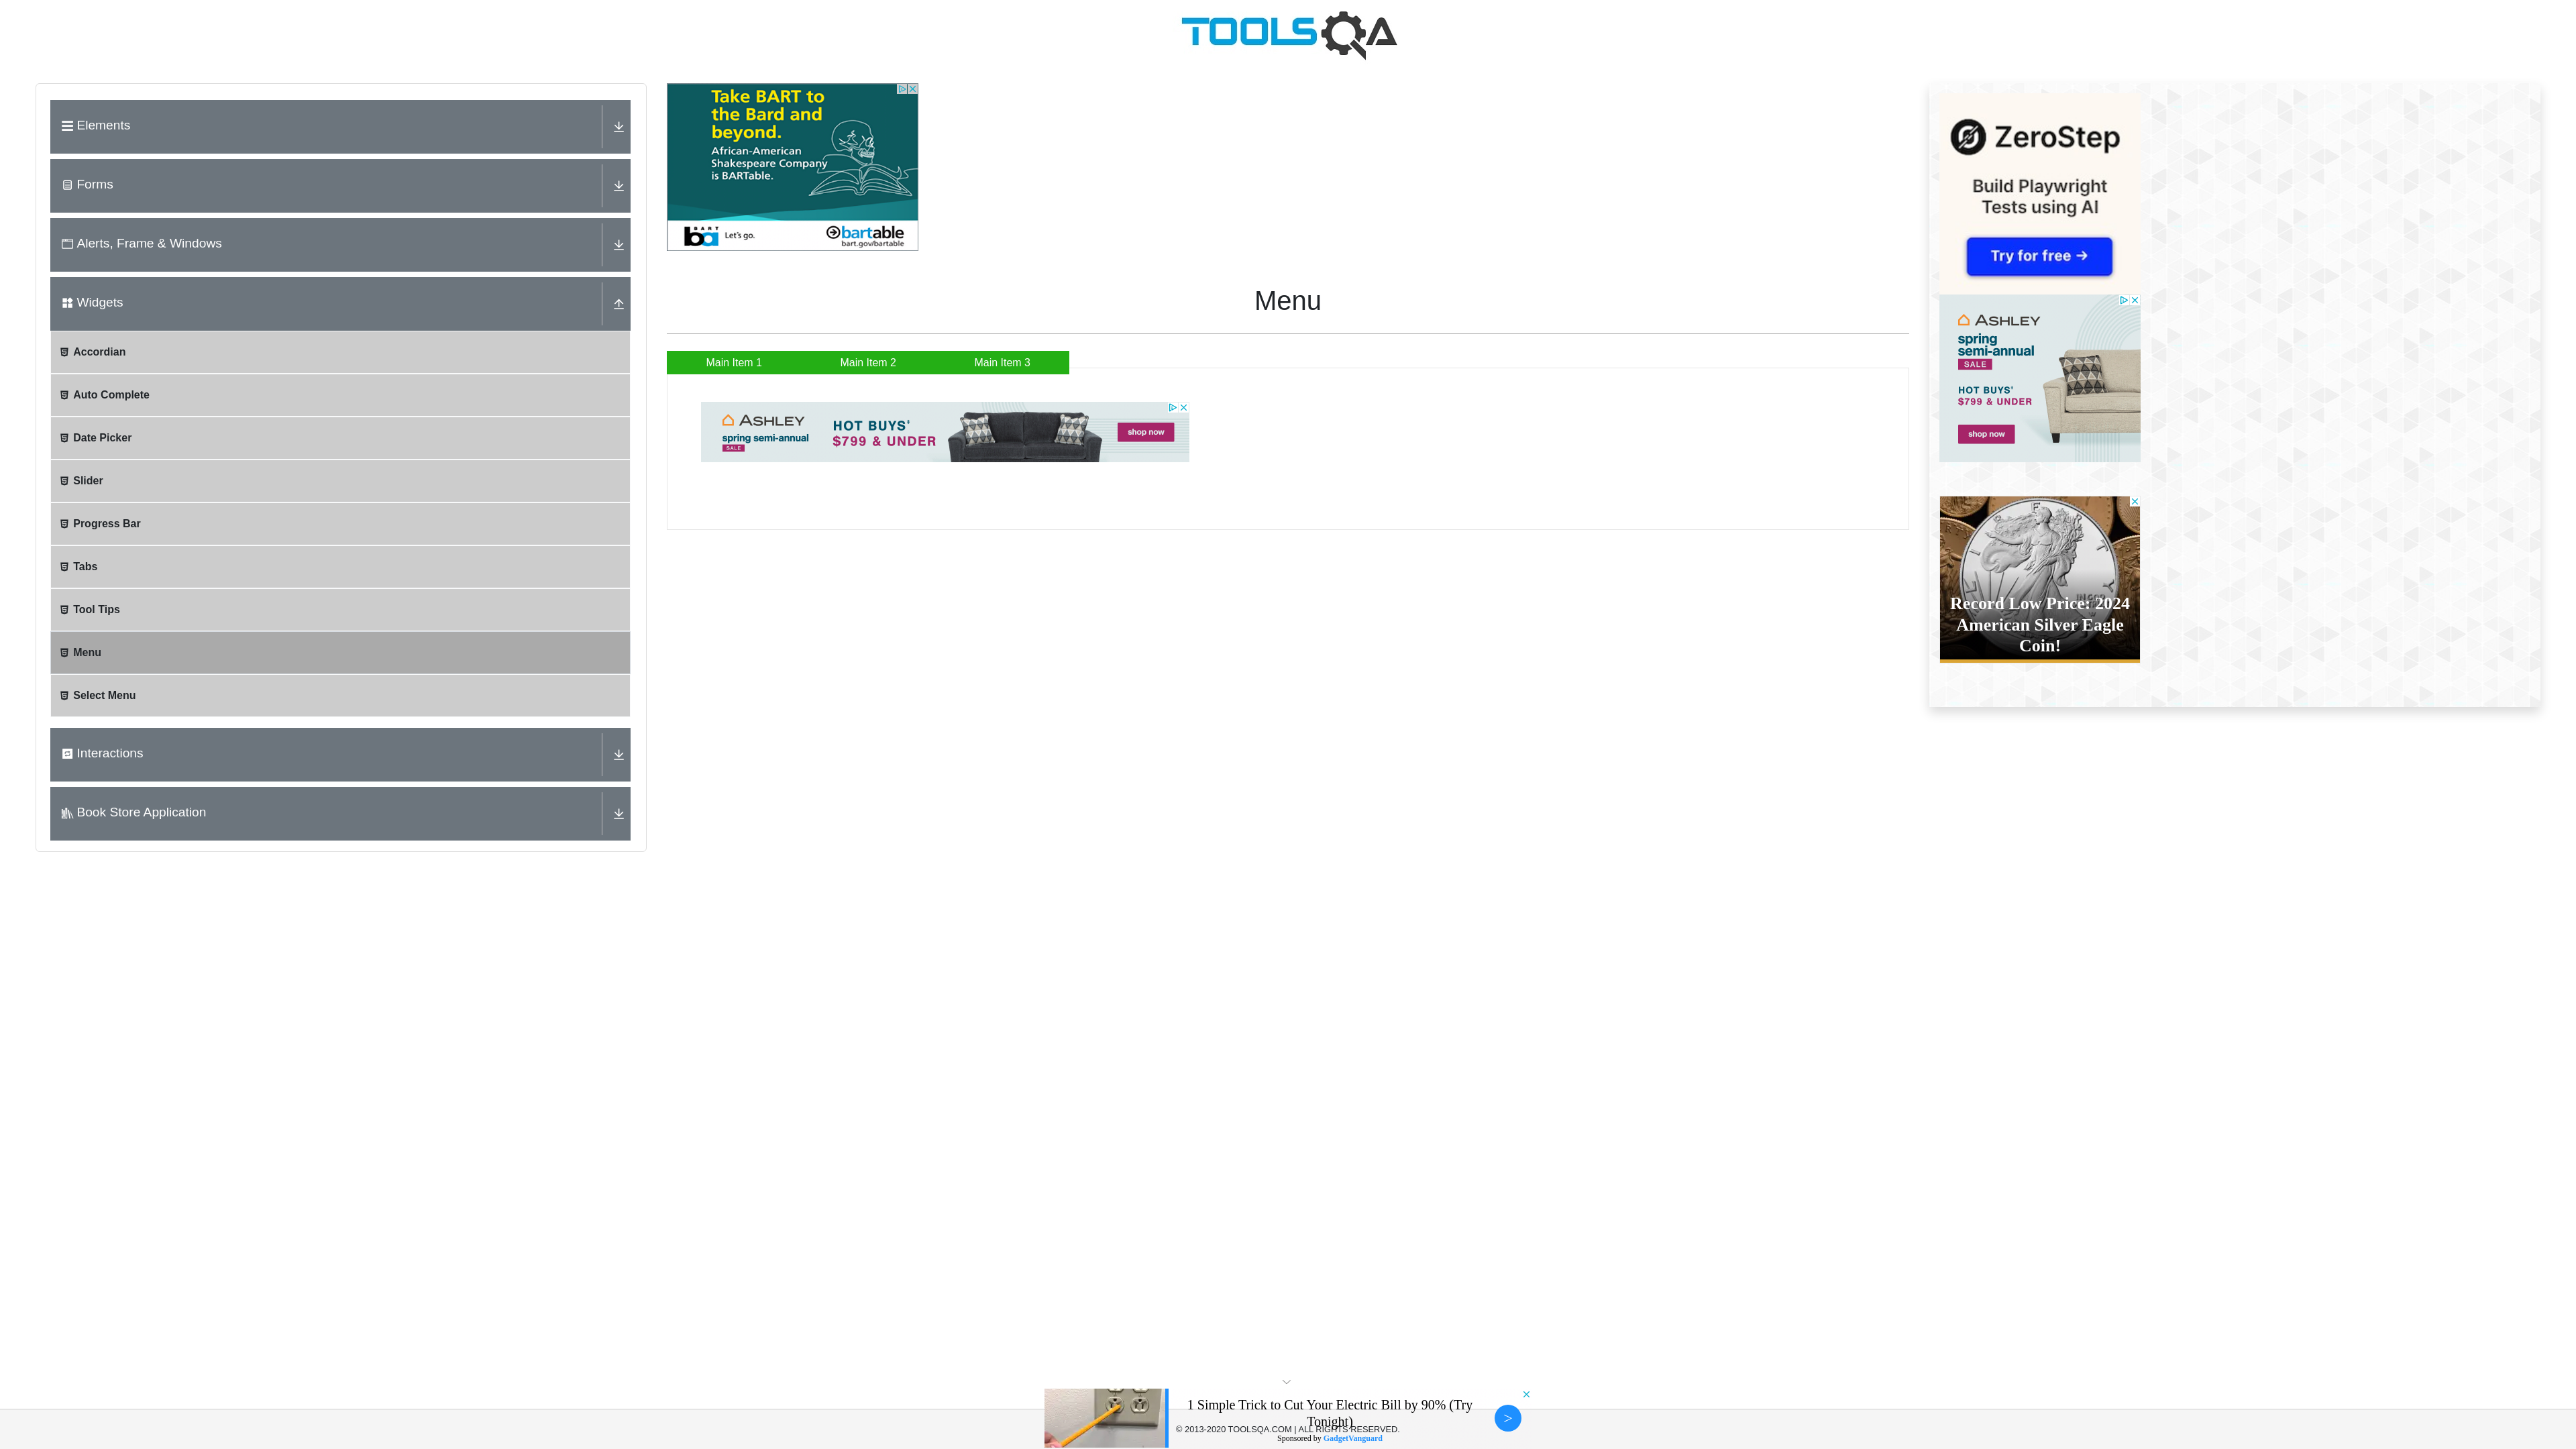 TOOLSQA
Elements
Forms
Alerts, Frame & Windows
Widgets
Accordian
Auto Complete
Date Picker
Slider
Progress Bar
Tabs
Tool Tips
Menu
Select Menu
Interactions
Book Store Application
Take BART to
the Bard and
beyond.
African-American
Shakespeare Company
is BARTable.
BART
ba
Let's go.
bartable
bart.gov/bartable
Menu
Main Item 1
Main Item 2
Main Item 3
ASHLEY
spring semi-annual
SALE
HOT BUYS'
$799 & UNDER
shop now
ZeroStep
Build Playwright
Tests using AI
Try for free →
ASHLEY
spring
semi-annual
SALE
HOT BUYS'
$799 & UNDER
shop now
Record Low Price: 2024
American Silver Eagle
Coin!
1 Simple Trick to Cut Your Electric Bill by 90% (Try
Tonight)
© 2013-2020 TOOLSQA.COM | ALL RIGHTS RESERVED.
Sponsored by GadgetVanguard
>